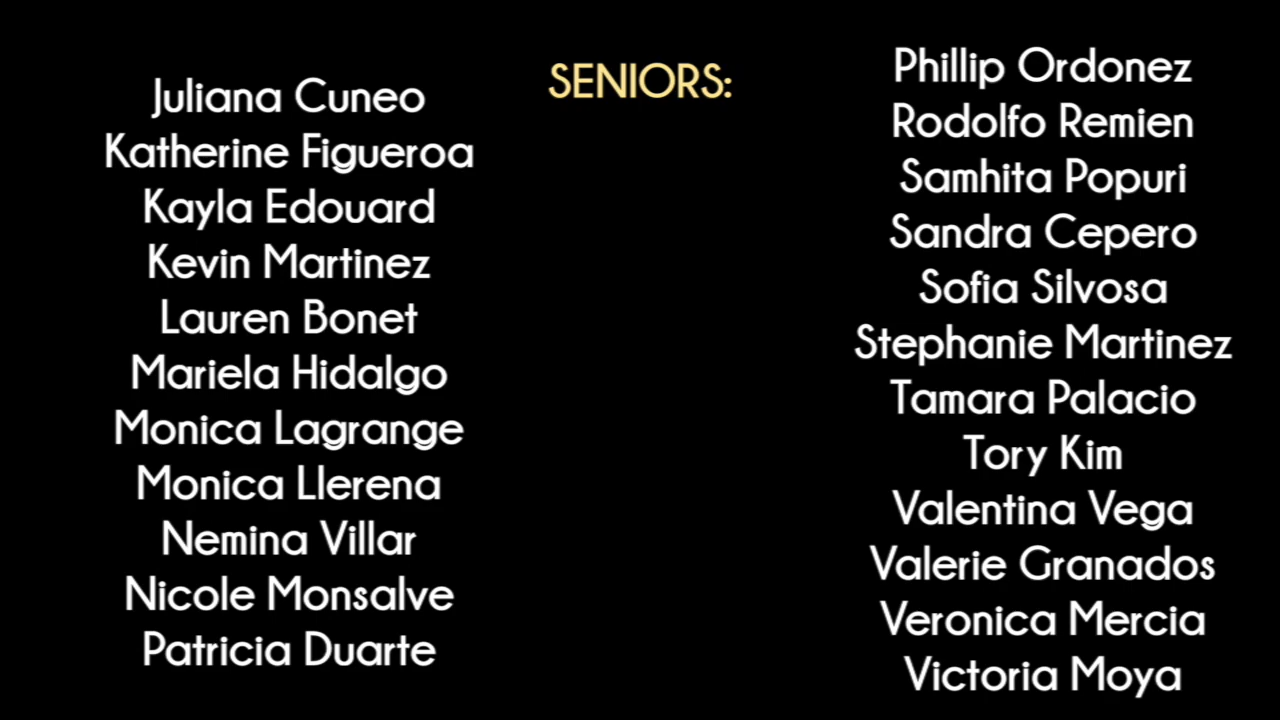 SENIORS:
Juliana Cuneo
Katherine Figueroa
Kayla Edouard
Kevin Martinez
Lauren Bonet
Mariela Hidalgo
Monica Lagrange
Monica Llerena
Nemina Villar
Nicole Monsalve
Patricia Duarte
Phillip Ordonez
Rodolfo Remien
Samhita Popuri
Sandra Cepero
Sofia Silvosa
Stephanie Martinez
Tamara Palacio
Tory Kim
Valentina Vega
Valerie Granados
Veronica Mercia
Victoria Moya